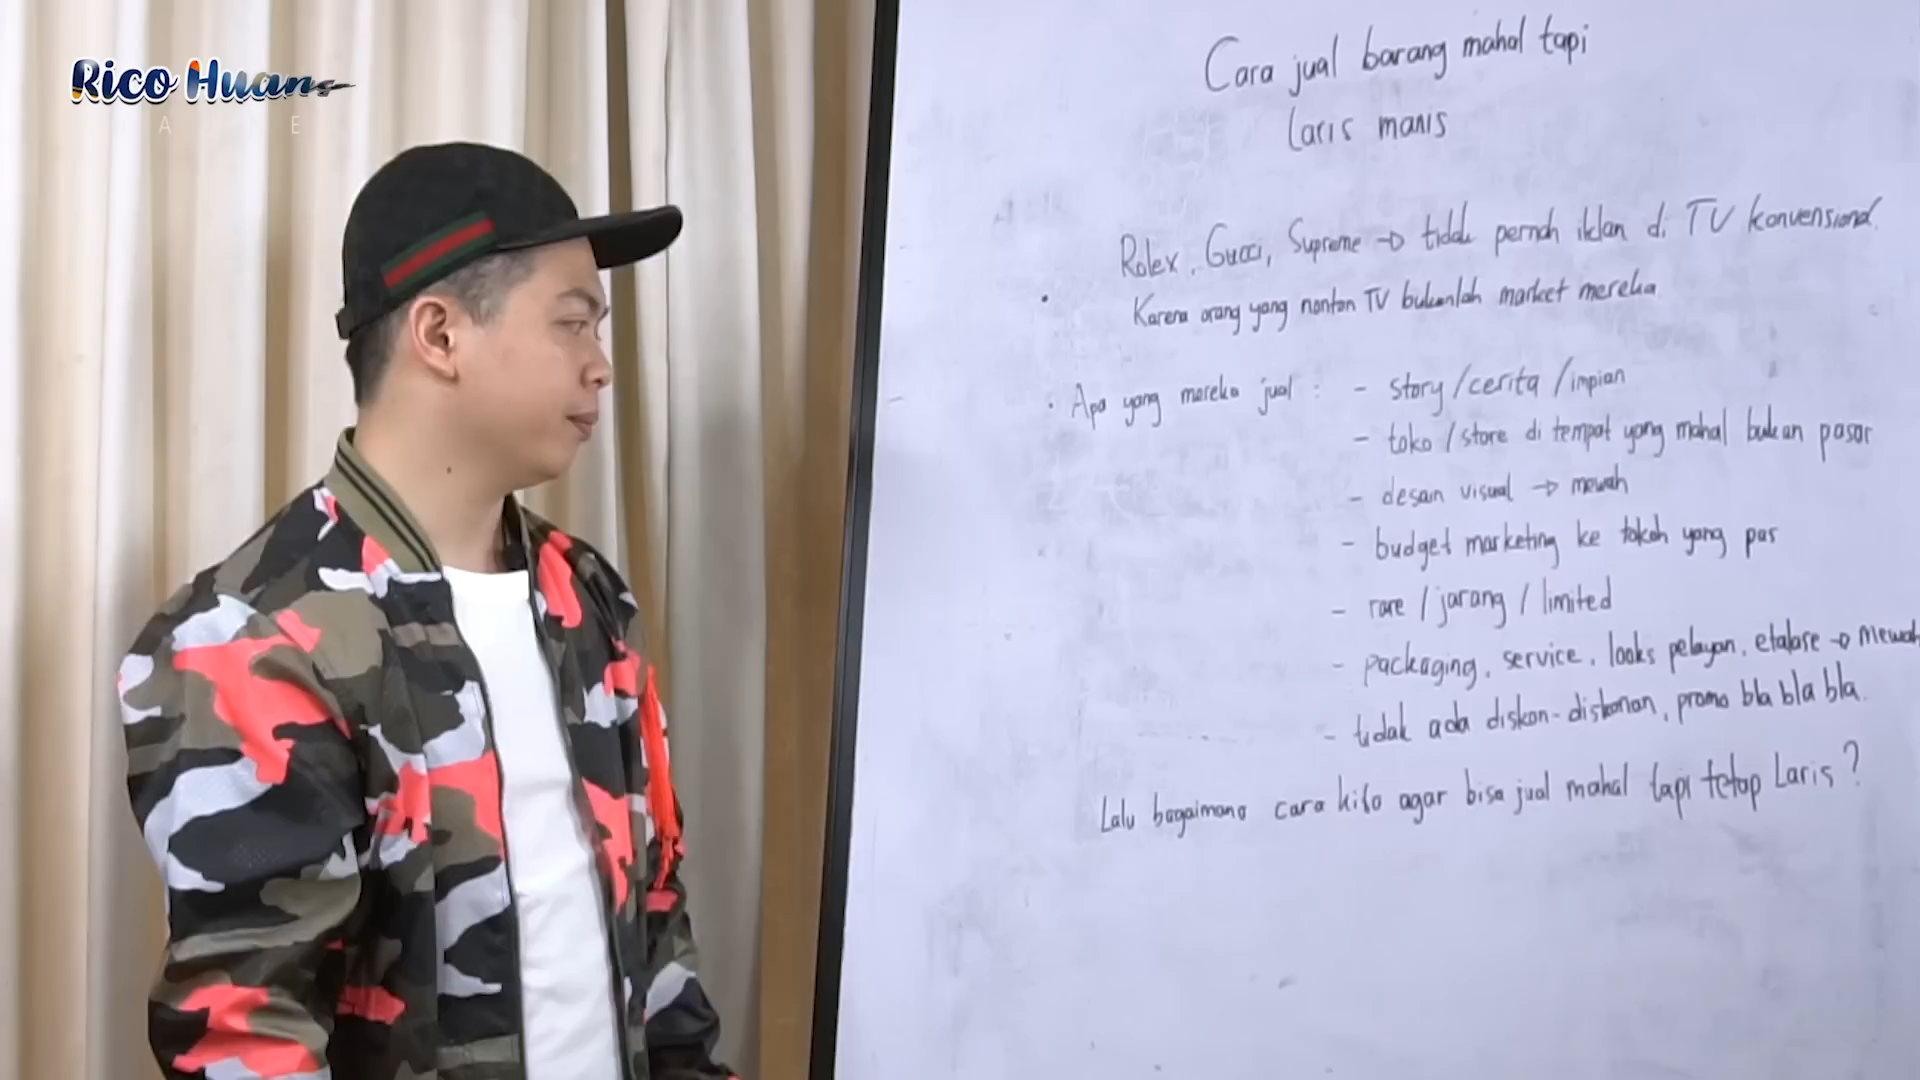 Rico Huang
A E
Cara jual barang mahal tapi
Laris manis
Rolex, Gucci, Supreme → tidak pernah iklan di TV konvensional.
• Karena orang yang nonton TV bukanlah market mereka
• Apa yang mereka jual : - story/cerita/impian
- toko/store di tempat yang mahal bukan pasar
- desain visual → mewah
- budget marketing ke tokoh yang pas
- rare / jarang / limited
- packaging, service, looks pelayan, etalase → mewah
- tidak ada diskon-diskonan, promo bla bla bla.
Lalu bagaimana cara kita agar bisa jual mahal tapi tetap Laris?